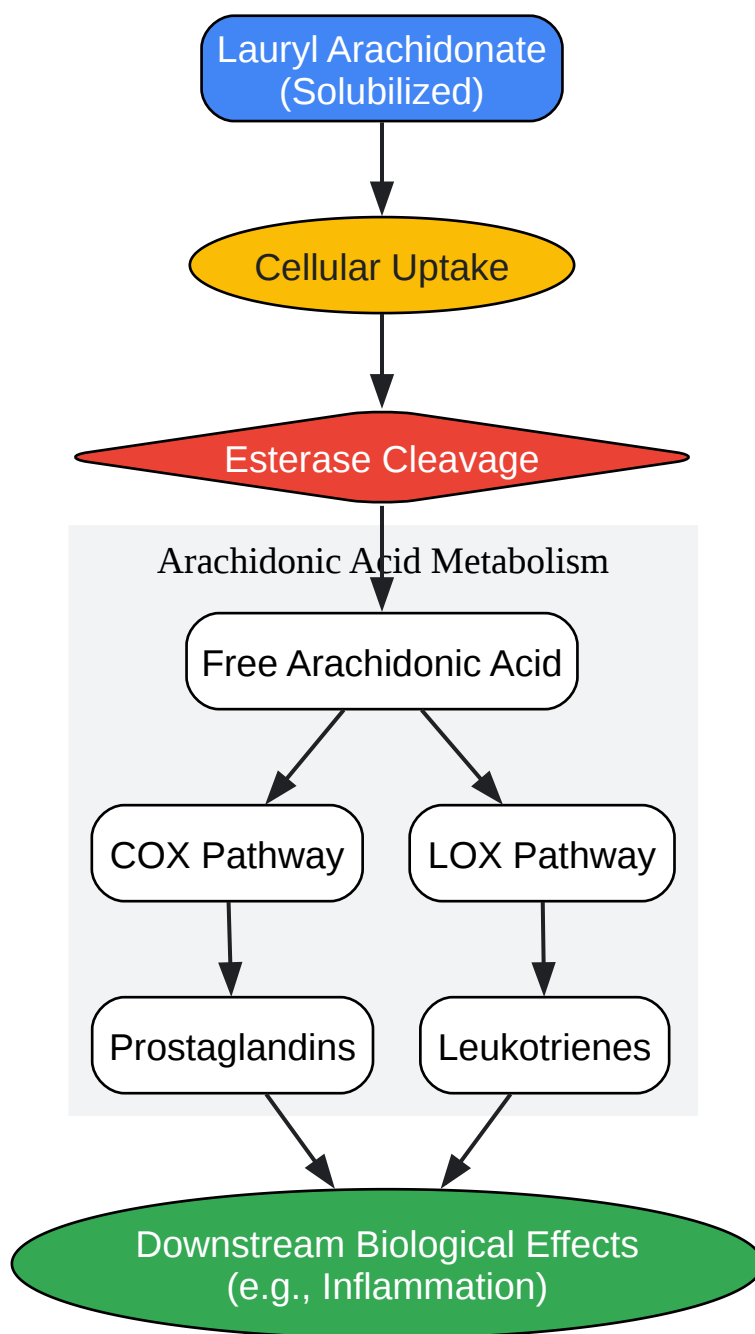 Lauryl Arachidonate
(Solubilized)
Cellular Uptake
Esterase Cleavage
Arachidonic Acid Metabolism
Free Arachidonic Acid
COX Pathway
LOX Pathway
Prostaglandins
Leukotrienes
Downstream Biological Effects
(e.g., Inflammation)